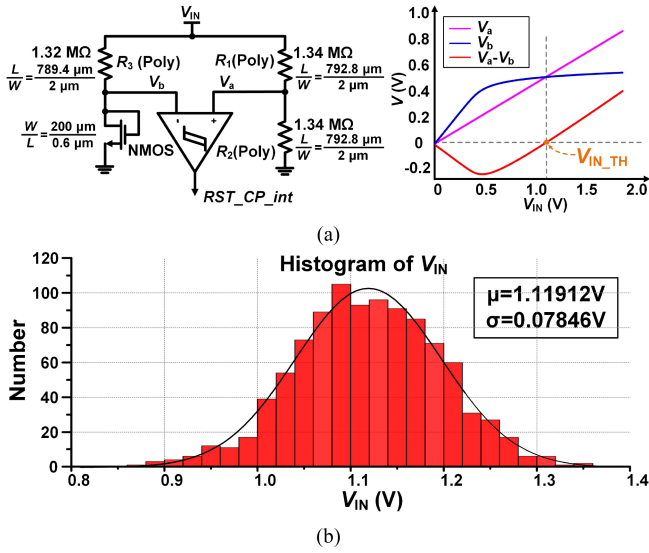 V_IN
1.32 MΩ
L/W = 789.4 μm / 2 μm
R_3 (Poly)
V_b
R_1 (Poly)
V_a
1.34 MΩ
L/W = 792.8 μm / 2 μm
W/L = 200 μm / 0.6 μm
NMOS
- +
R_2(Poly)
1.34 MΩ
L/W = 792.8 μm / 2 μm
RST_CP_int
V (V)
1.0
0.8
0.6
0.4
0.2
0
-0.2
V_a
V_b
V_a-V_b
V_IN_TH
0 0.5 1.0 1.5 2.0
V_IN (V)
(a)
Histogram of V_IN
μ=1.11912V
σ=0.07846V
Number
120
100
80
60
40
20
0
0.8 0.9 1.0 1.1 1.2 1.3 1.4
V_IN (V)
(b)